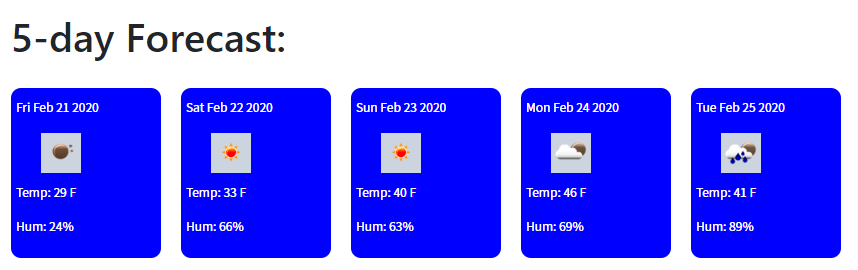 5-day Forecast:
Fri Feb 21 2020
Temp: 29 F
Hum: 24%
Sat Feb 22 2020
Temp: 33 F
Hum: 66%
Sun Feb 23 2020
Temp: 40 F
Hum: 63%
Mon Feb 24 2020
Temp: 46 F
Hum: 69%
Tue Feb 25 2020
Temp: 41 F
Hum: 89%